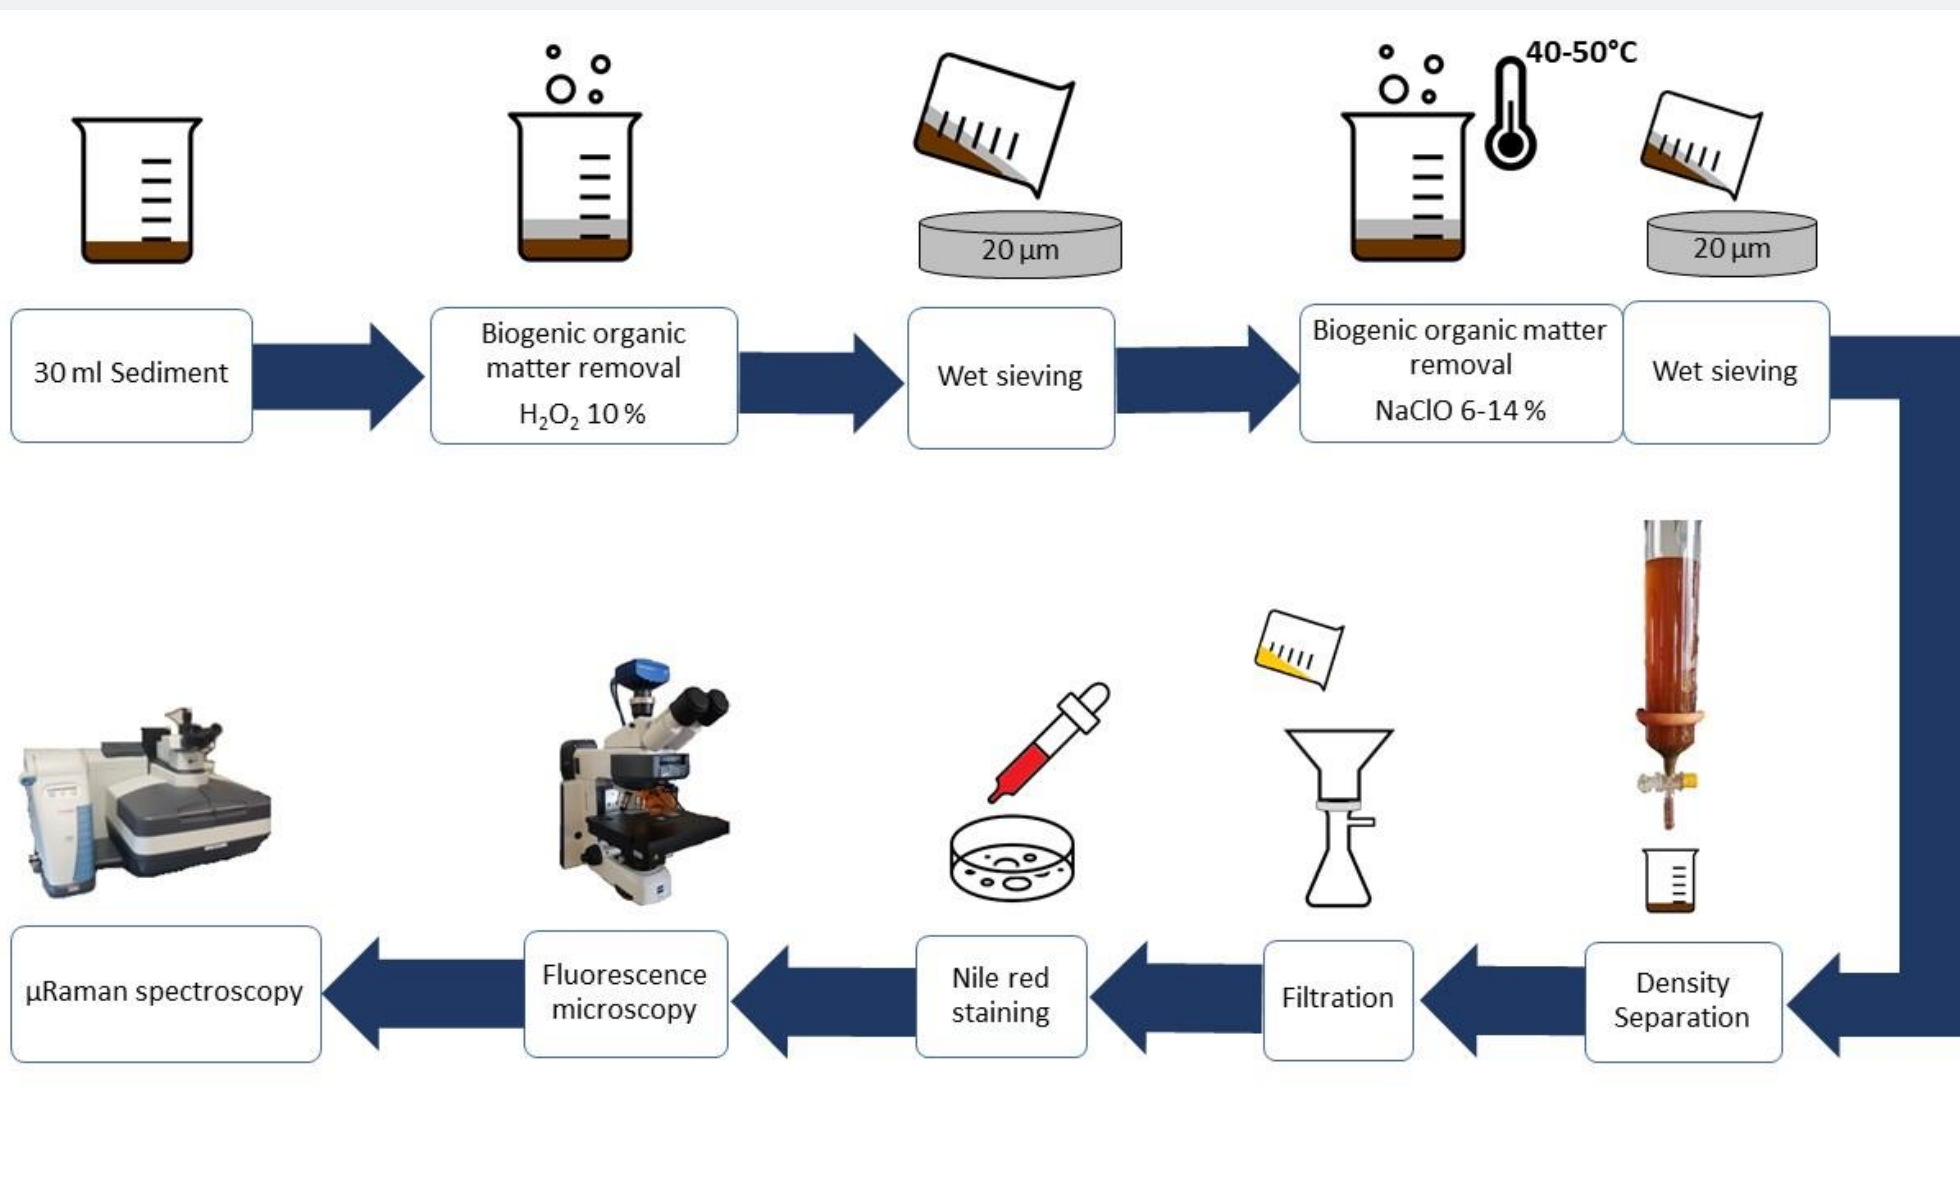 40-50°C
20 µm
20 µm
30 ml Sediment
Biogenic organic
matter removal
H₂O₂ 10 %
Wet sieving
Biogenic organic matter
removal
NaClO 6-14 %
Wet sieving
µRaman spectroscopy
Fluorescence
microscopy
Nile red
staining
Filtration
Density
Separation